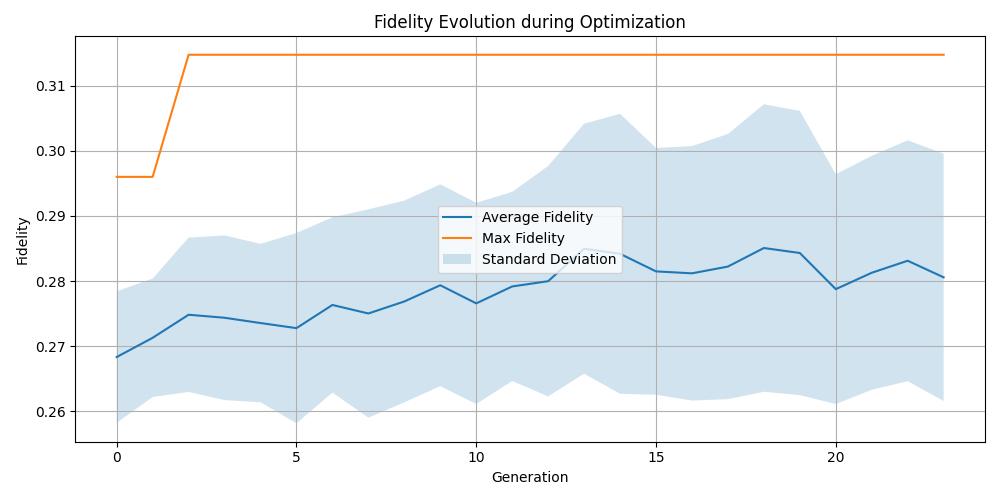 Fidelity Evolution during Optimization
0.31
0.30
0.29
0.28
0.27
0.26
Fidelity
Average Fidelity
Max Fidelity
Standard Deviation
0 5 10 15 20
Generation